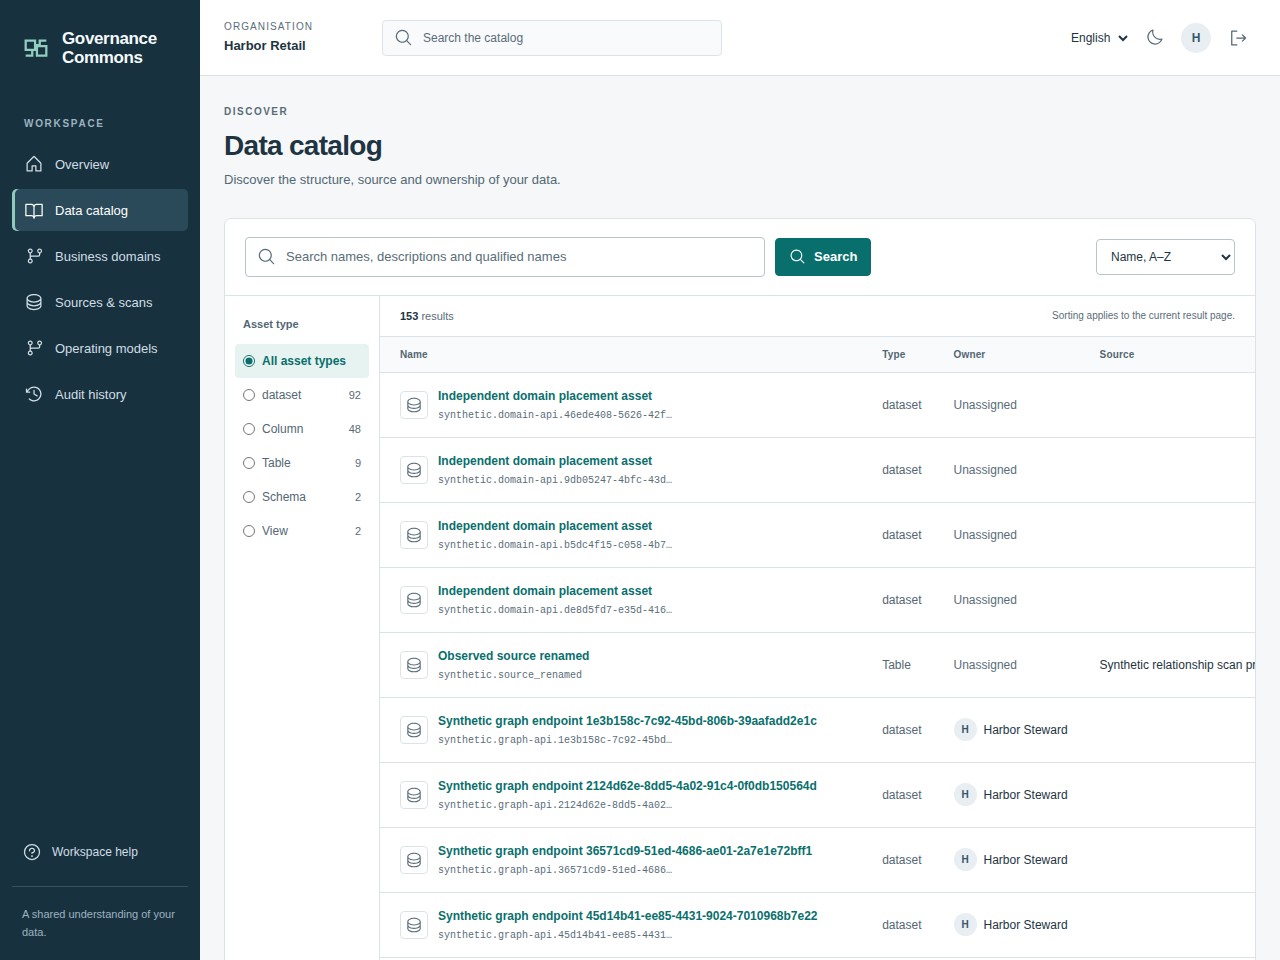 Governance
Commons
WORKSPACE
Overview
Data catalog
Business domains
Sources & scans
Operating models
Audit history
Workspace help
A shared understanding of your
data.
ORGANISATION
Harbor Retail
Search the catalog
English
H
DISCOVER
Data catalog
Discover the structure, source and ownership of your data.
Search names, descriptions and qualified names
Search
Name, A–Z
Asset type
All asset types
dataset 92
Column 48
Table 9
Schema 2
View 2
153 results
Sorting applies to the current result page.
Name Type Owner Source
Independent domain placement asset
synthetic.domain-api.46ede408-5626-42f…
dataset Unassigned
Independent domain placement asset
synthetic.domain-api.9db05247-4bfc-43d…
dataset Unassigned
Independent domain placement asset
synthetic.domain-api.b5dc4f15-c058-4b7…
dataset Unassigned
Independent domain placement asset
synthetic.domain-api.de8d5fd7-e35d-416…
dataset Unassigned
Observed source renamed
synthetic.source_renamed
Table Unassigned Synthetic relationship scan pr
Synthetic graph endpoint 1e3b158c-7c92-45bd-806b-39aafadd2e1c
synthetic.graph-api.1e3b158c-7c92-45bd…
dataset H Harbor Steward
Synthetic graph endpoint 2124d62e-8dd5-4a02-91c4-0f0db150564d
synthetic.graph-api.2124d62e-8dd5-4a02…
dataset H Harbor Steward
Synthetic graph endpoint 36571cd9-51ed-4686-ae01-2a7e1e72bff1
synthetic.graph-api.36571cd9-51ed-4686…
dataset H Harbor Steward
Synthetic graph endpoint 45d14b41-ee85-4431-9024-7010968b7e22
synthetic.graph-api.45d14b41-ee85-4431…
dataset H Harbor Steward